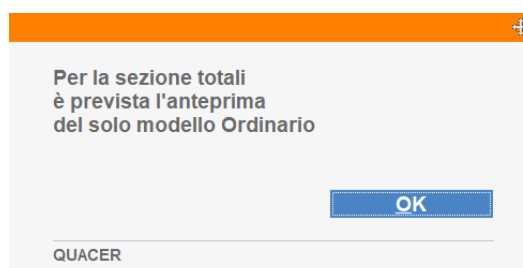 Per la sezione totali
è prevista l'anteprima
del solo modello Ordinario
OK
QUACER